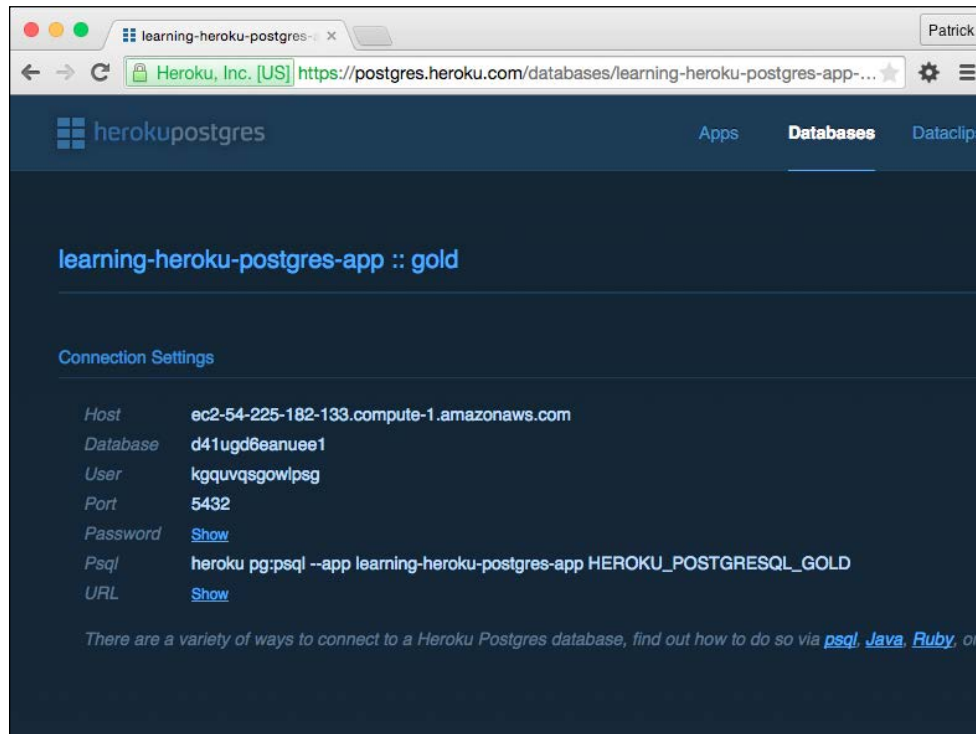 learning-heroku-postgres-a
Patrick
Heroku, Inc. [US] https://postgres.heroku.com/databases/learning-heroku-postgres-app-...
herokupostgres
Apps Databases Dataclips
learning-heroku-postgres-app :: gold
Connection Settings
Host ec2-54-225-182-133.compute-1.amazonaws.com
Database d41ugd6eanuee1
User kgquvqsgowlpsg
Port 5432
Password Show
Psql heroku pg:psql --app learning-heroku-postgres-app HEROKU_POSTGRESQL_GOLD
URL Show
There are a variety of ways to connect to a Heroku Postgres database, find out how to do so via psql, Java, Ruby,